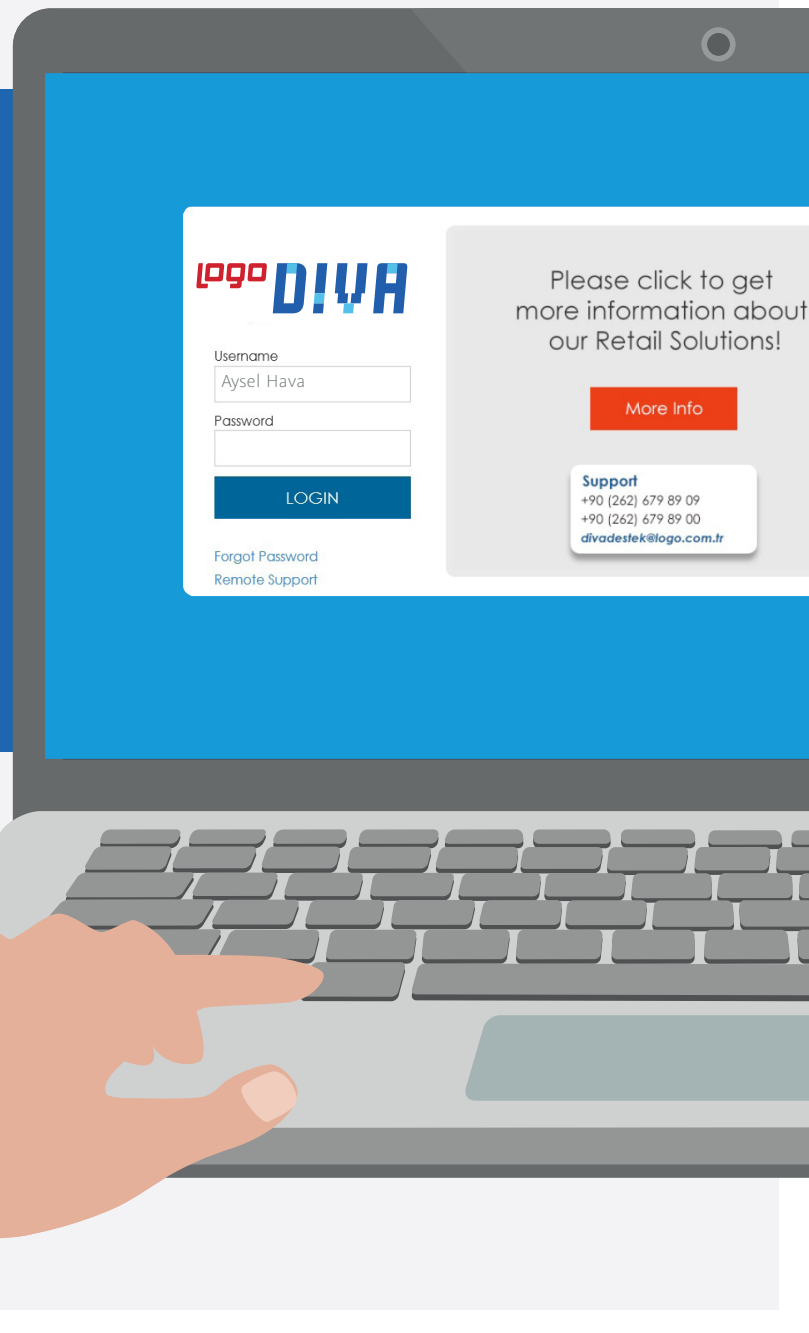 LOGO DIVA
Username
Aysel Hava
Password
LOGIN
Forgot Password
Remote Support
Please click to get
more information about
our Retail Solutions!
More Info
Support
+90 (262) 679 89 09
+90 (262) 679 89 00
divadestek@logo.com.tr